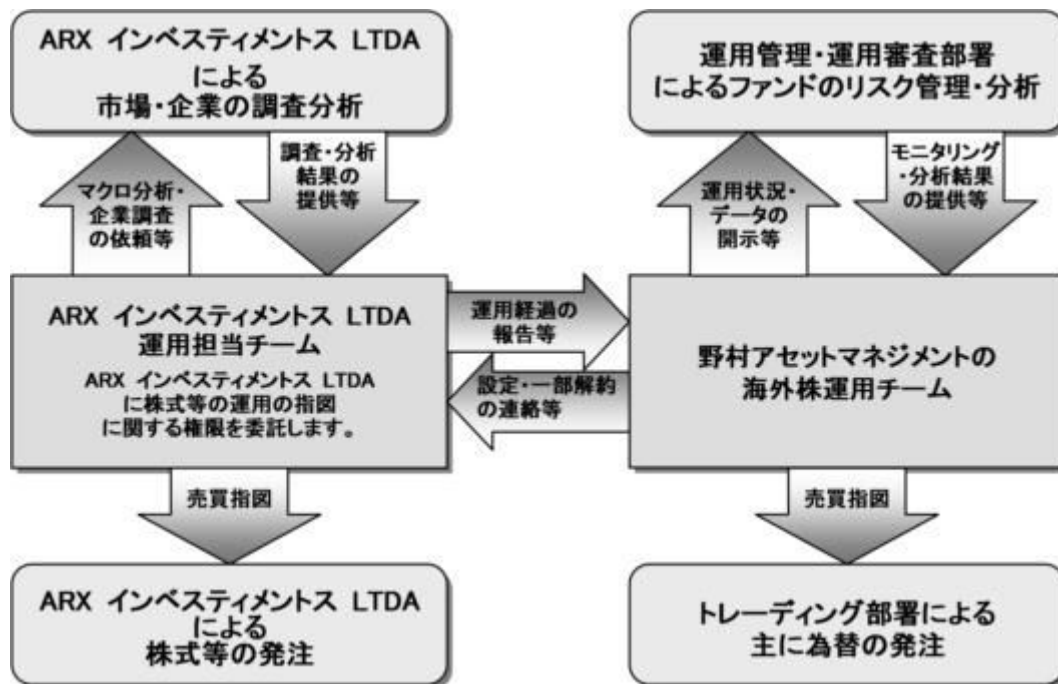 ARX インベスティメントス LTDA
による
市場・企業の調査分析
運用管理・運用審査部署
によるファンドのリスク管理・分析
マクロ分析・
企業調査
の依頼等
調査・分析
結果の
提供等
運用状況・
データの
開示等
モニタリング
・分析結果
の提供等
ARX インベスティメントス LTDA
運用担当チーム
ARX インベスティメントス LTDA
に株式等の運用の指図
に関する権限を委託します。
運用経過の
報告等
設定・一部解約
の連絡等
野村アセットマネジメントの
海外株運用チーム
売買指図
売買指図
ARX インベスティメントス LTDA
による
株式等の発注
トレーディング部署による
主に為替の発注